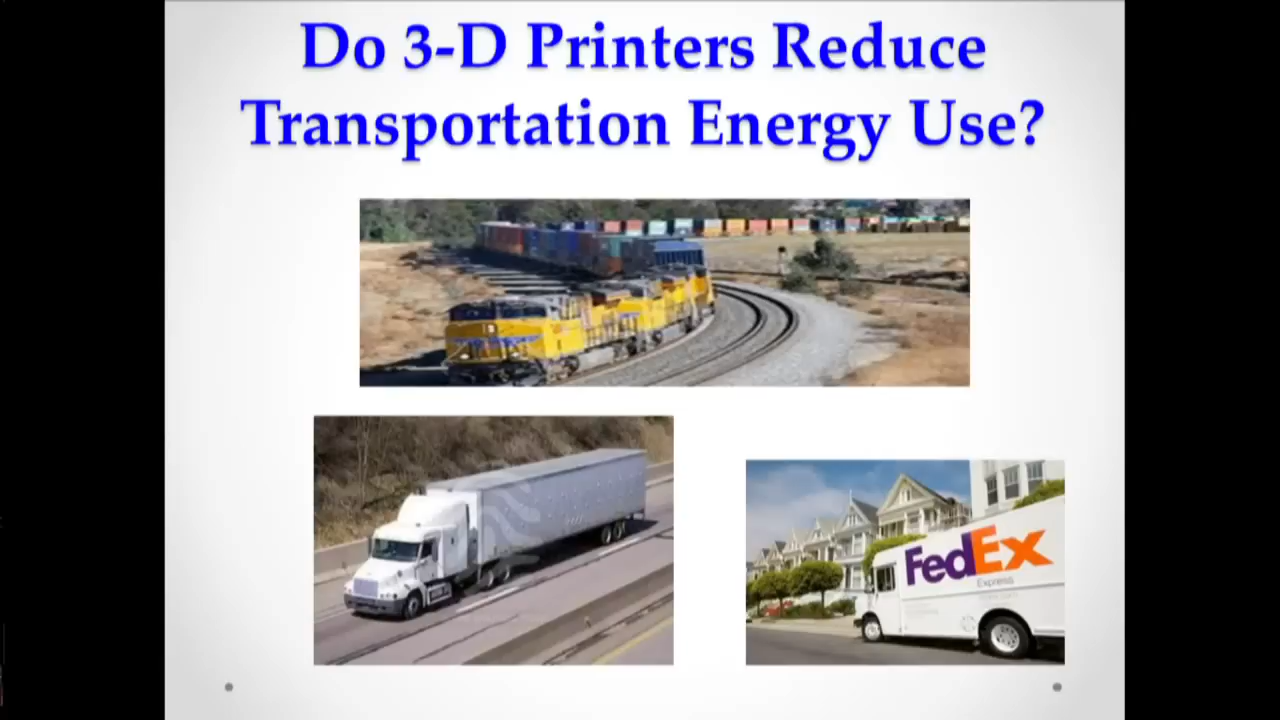 Do 3-D Printers Reduce
Transportation Energy Use?
FedEx
Express